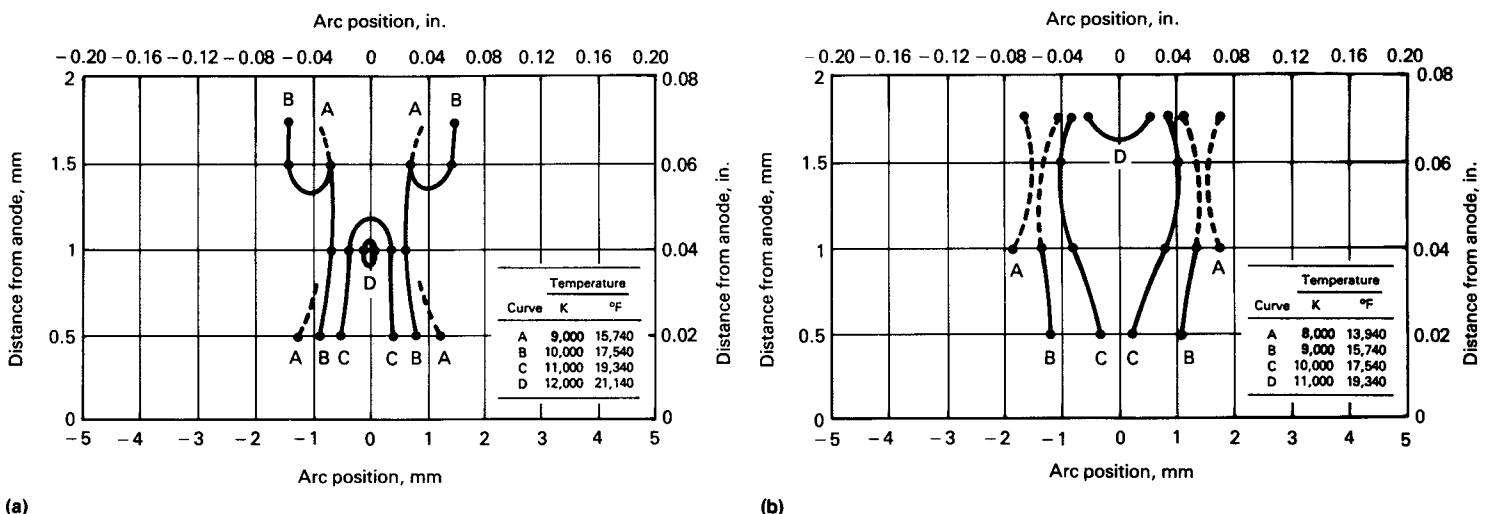 Arc position, in.
−0.20 −0.16 −0.12 −0.08 −0.04 0 0.04 0.08 0.12 0.16 0.20
2 0.08
B A A B
1.5 0.06
1 0.04
D
0.5 0.02
A B C C B A
0 0
Distance from anode, mm
Distance from anode, in.
Temperature
Curve K °F
A 9,000 15,740
B 10,000 17,540
C 11,000 19,340
D 12,000 21,140
−5 −4 −3 −2 −1 0 1 2 3 4 5
Arc position, mm
(a)
Arc position, in.
−0.20 −0.16 −0.12 −0.08 −0.04 0 0.04 0.04 0.12 0.16 0.20
2 0.08
D
1.5 0.06
1 0.04
A A
0.5 0.02
B C C B
0 0
Distance from anode, mm
Distance from anode, in.
Temperature
Curve K °F
A 8,000 13,940
B 9,000 15,740
C 10,000 17,540
D 11,000 19,340
−5 −4 −3 −2 −1 0 1 2 3 4 5
Arc position, mm
(b)